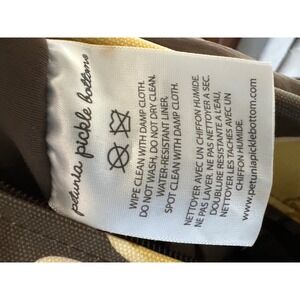 petunia pickle bottom
WIPE CLEAN WITH DAMP CLOTH.
DO NOT WASH, DO NOT DRY CLEAN.
WATER-RESISTANT LINER.
SPOT CLEAN WITH DAMP CLOTH.
NETTOYER AVEC UN CHIFFON HUMIDE.
NE PAS LAVER. NE PAS NETTOYER A SEC.
DOUBLURE RESISTANT A L'EAU.
NETTOYER LES TACHES AVEC UN
CHIFFON HUMIDE.
www.petuniapicklebottom.com